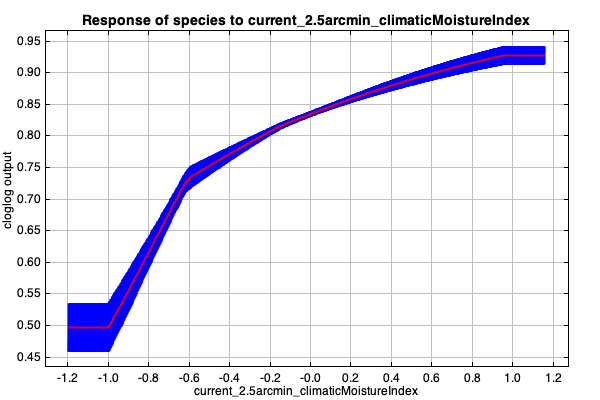 Response of species to current_2.5arcmin_climaticMoistureIndex
0.95
0.90
0.85
0.80
0.75
0.70
0.65
0.60
0.55
0.50
0.45
cloglog output
-1.2 -1.0 -0.8 -0.6 -0.4 -0.2 -0.0 0.2 0.4 0.6 0.8 1.0 1.2
current_2.5arcmin_climaticMoistureIndex